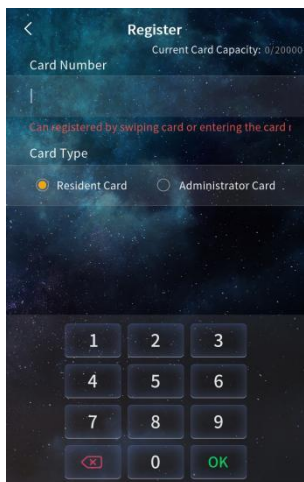 Register
Current Card Capacity: 0/20000
Card Number
Can registered by swiping card or entering the card r
Card Type
Resident Card Administrator Card
1 2 3
4 5 6
7 8 9
0 OK